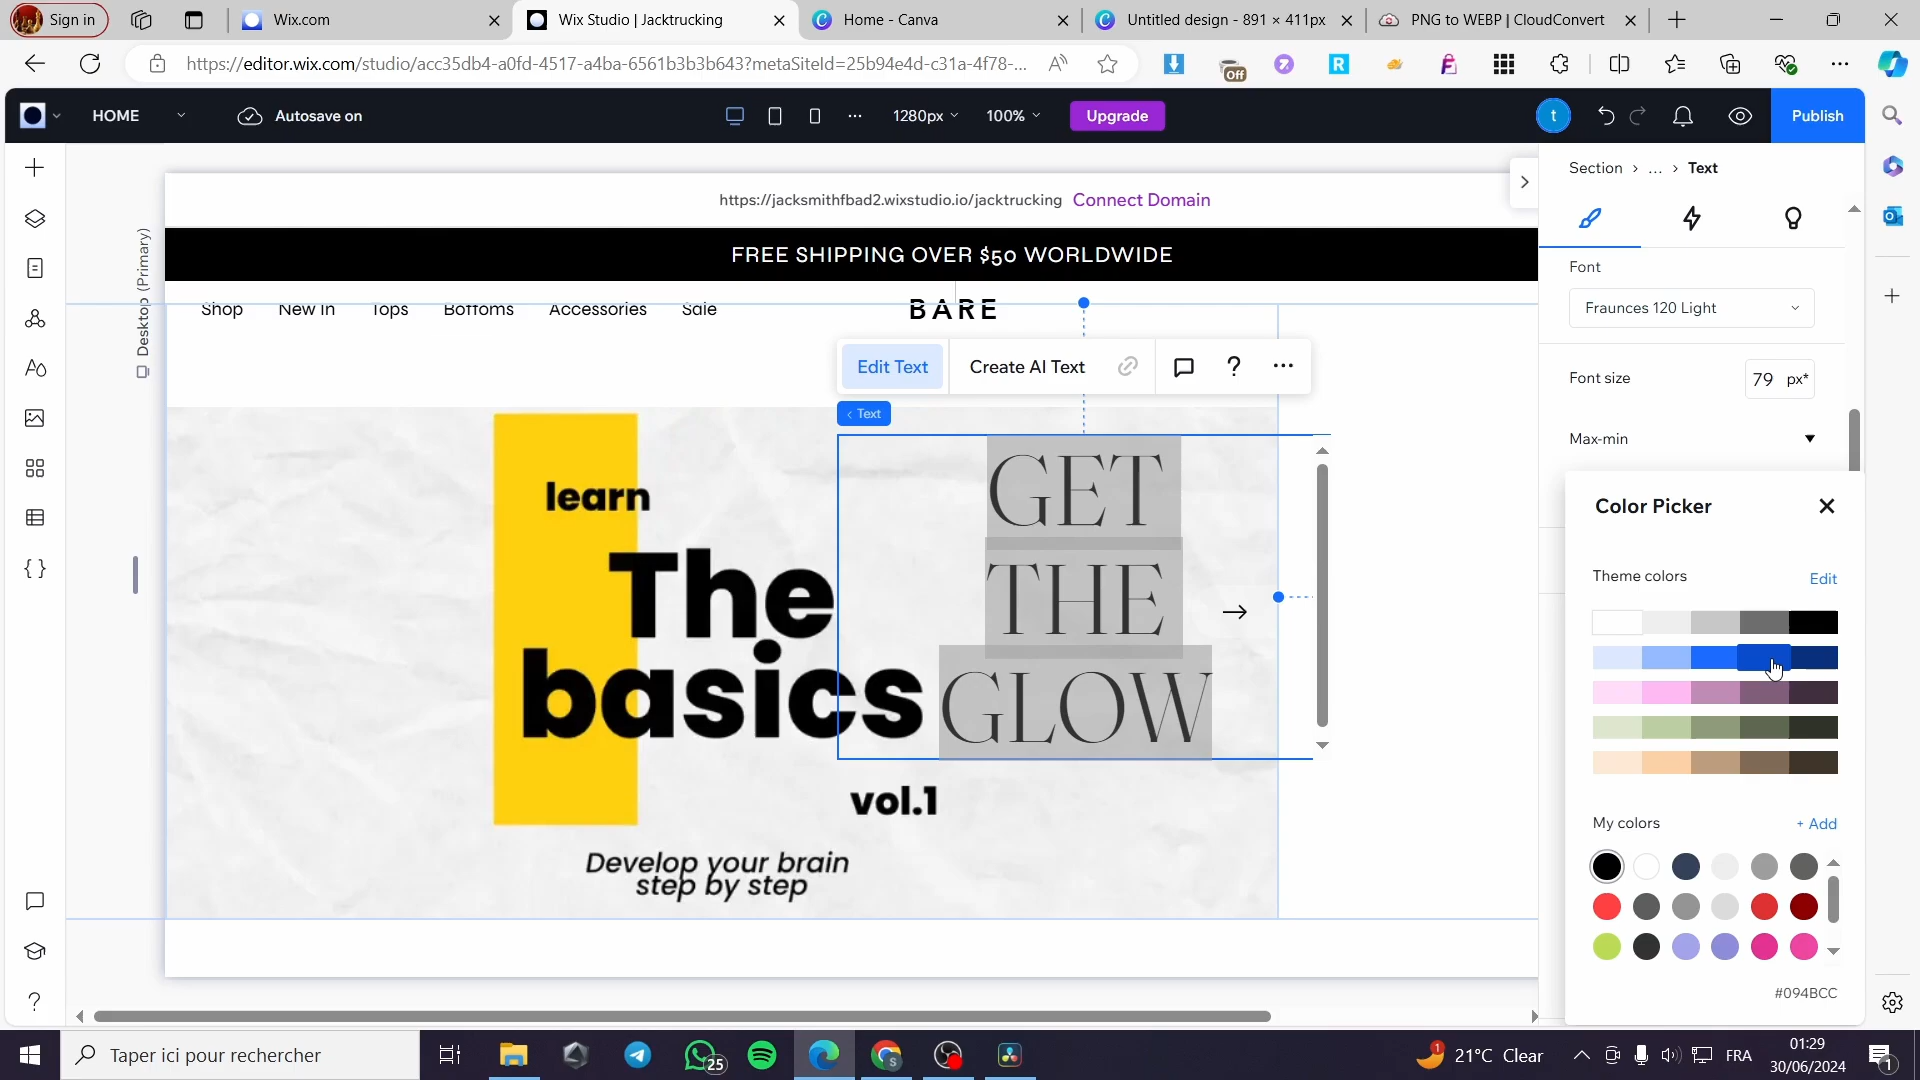 Sign in
Wix.com
Wix Studio | Jacktrucking
Home - Canva
Untitled design - 891 × 411px
PNG to WEBP | CloudConvert
https://editor.wix.com/studio/acc35db4-a0fd-4517-a4ba-6561b3b3b643?metaSiteId=25b94e4d-c31a-4f78-...
Off
HOME
Autosave on
1280px
100%
Upgrade
t
Publish
https://jacksmithfbad2.wixstudio.io/jacktrucking Connect Domain
Section > ... > Text
Desktop (Primary)
FREE SHIPPING OVER $50 WORLDWIDE
Shop New In Tops Bottoms Accessories Sale
BARE
Edit Text
Create AI Text
Text
learn
The
basics
vol.1
Develop your brain
step by step
GET
THE
GLOW
Font
Fraunces 120 Light
Font size
79 px*
Max-min
Color Picker
Theme colors
Edit
My colors
+ Add
#094BCC
Taper ici pour rechercher
25
1
21°C Clear
FRA
01:29
30/06/2024
1